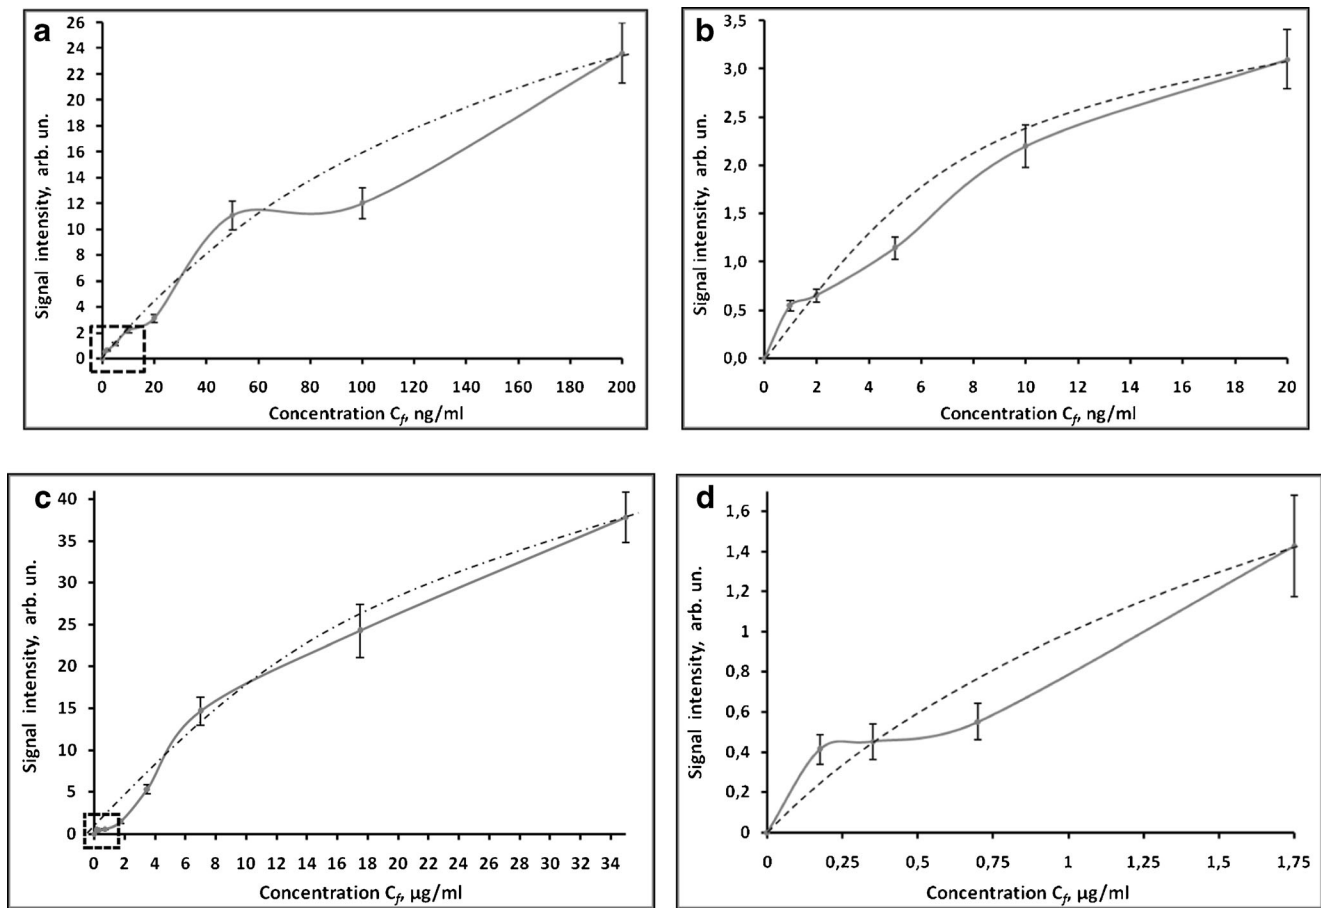 a
26
24
22
20
18
16
14
12
10
8
6
4
2
0
Signal intensity, arb. un.
0 20 40 60 80 100 120 140 160 180 200
Concentration Cf, ng/ml
b
3,5
3,0
2,5
2,0
1,5
1,0
0,5
0,0
Signal intensity, arb. un.
0 2 4 6 8 10 12 14 16 18 20
Concentration Cf, ng/ml
c
40
35
30
25
20
15
10
5
0
Signal intensity, arb. un.
0 2 4 6 8 10 12 14 16 18 20 22 24 26 28 30 32 34
Concentration Cf, µg/ml
d
1,6
1,4
1,2
1
0,8
0,6
0,4
0,2
0
Signal intensity, arb. un.
0 0,25 0,5 0,75 1 1,25 1,5 1,75
Concentration Cf, µg/ml